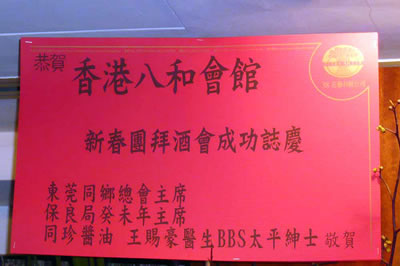 恭賀
香港八和會館
新春團拜酒會成功誌慶
東莞同鄉總會主席
保良局癸未年主席
同珍醬油 王賜豪醫生BBS太平紳士 敬賀